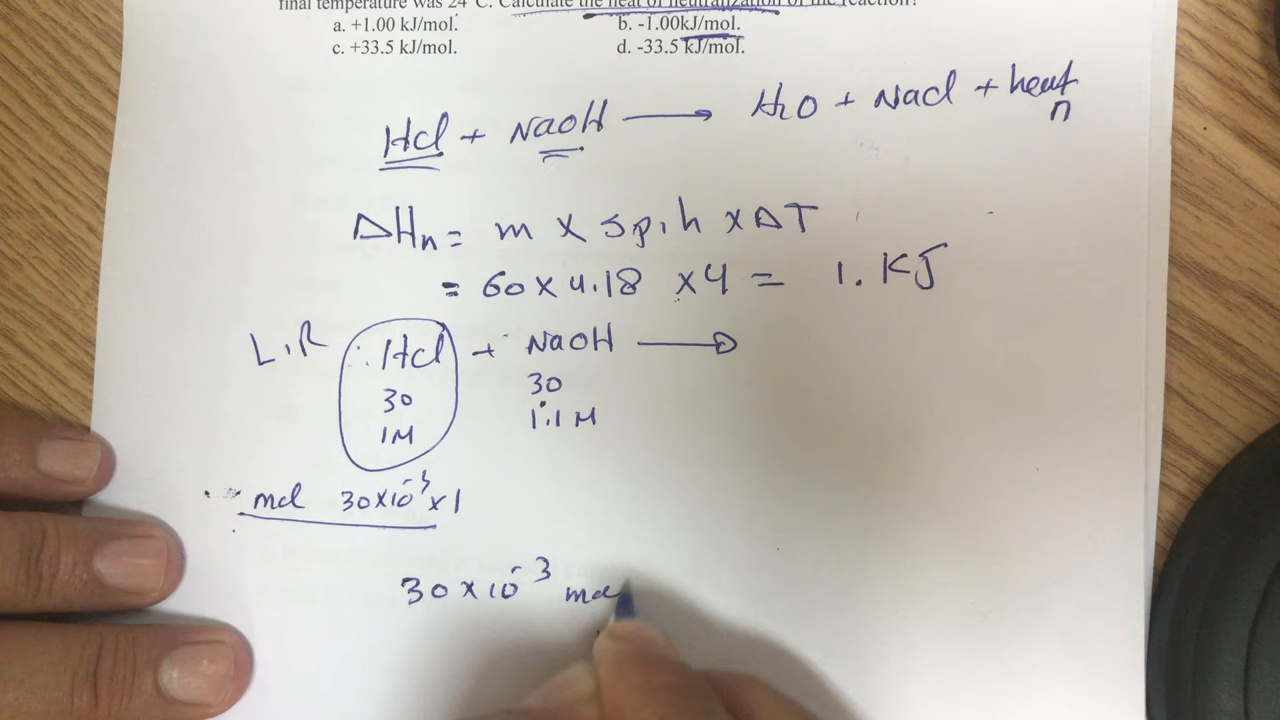 final temperature was 24 °C. Calculate the heat of neutralization of the reaction?
a. +1.00 kJ/mol. b. -1.00kJ/mol.
c. +33.5 kJ/mol. d. -33.5 kJ/mol.
Hcl + NaOH → H2O + Nacl + heat n
ΔHn = m x sp.h x ΔT
= 60 x 4.18 x 4 = 1. KJ
L.R Hcl + NaOH →
30 30
1M 1.1 M
mol 30x10⁻³ x 1
30 x 10⁻³ mol